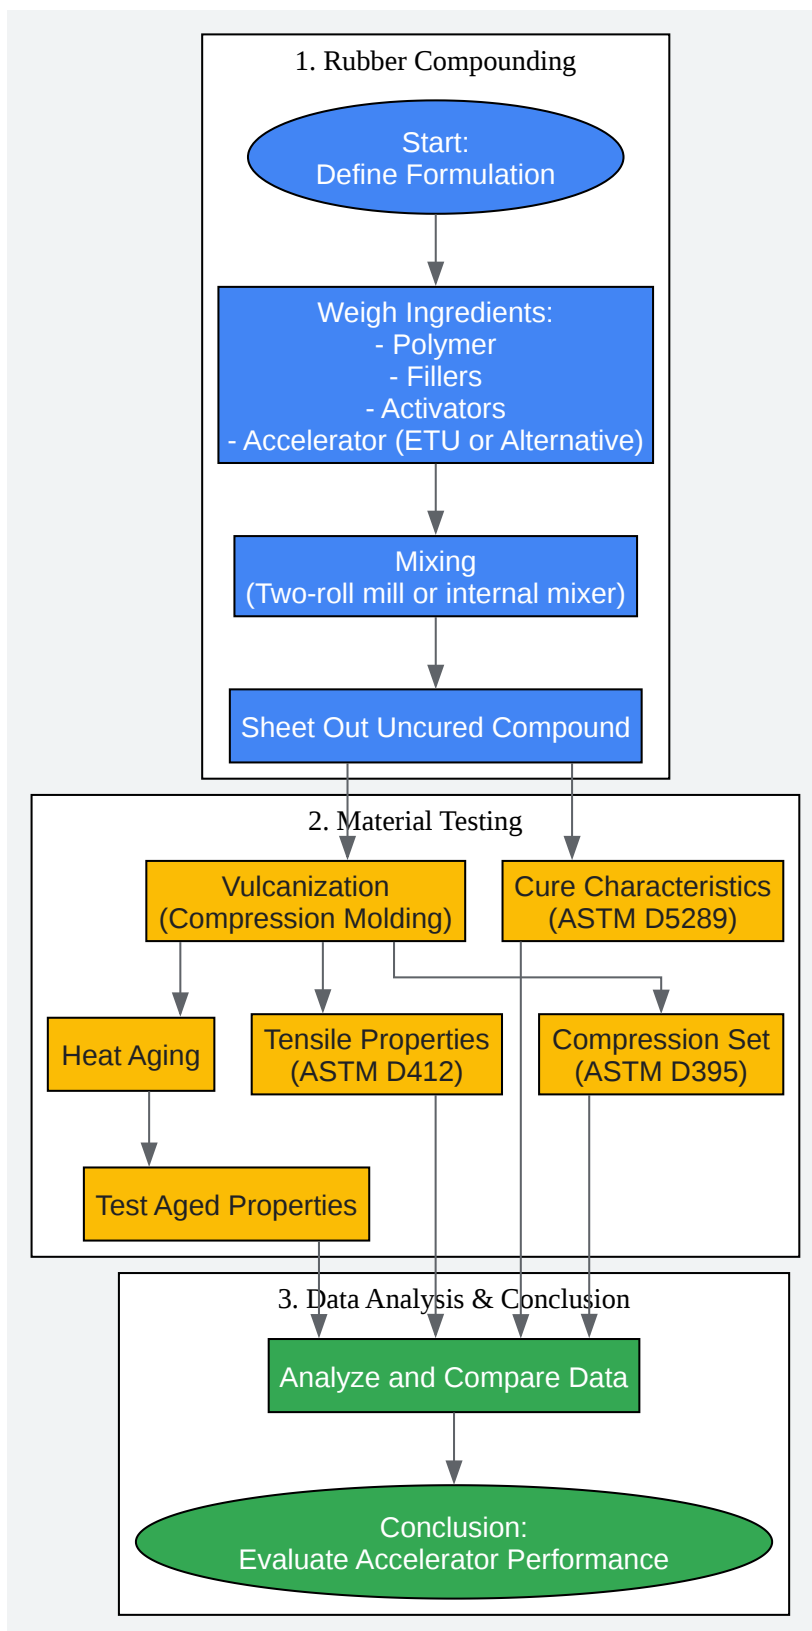 1. Rubber Compounding
Start:
Define Formulation
Weigh Ingredients:
- Polymer
- Fillers
- Activators
- Accelerator (ETU or Alternative)
Mixing
(Two-roll mill or internal mixer)
Sheet Out Uncured Compound
2. Material Testing
Vulcanization
(Compression Molding)
Cure Characteristics
(ASTM D5289)
Heat Aging
Tensile Properties
(ASTM D412)
Compression Set
(ASTM D395)
Test Aged Properties
3. Data Analysis & Conclusion
Analyze and Compare Data
Conclusion:
Evaluate Accelerator Performance